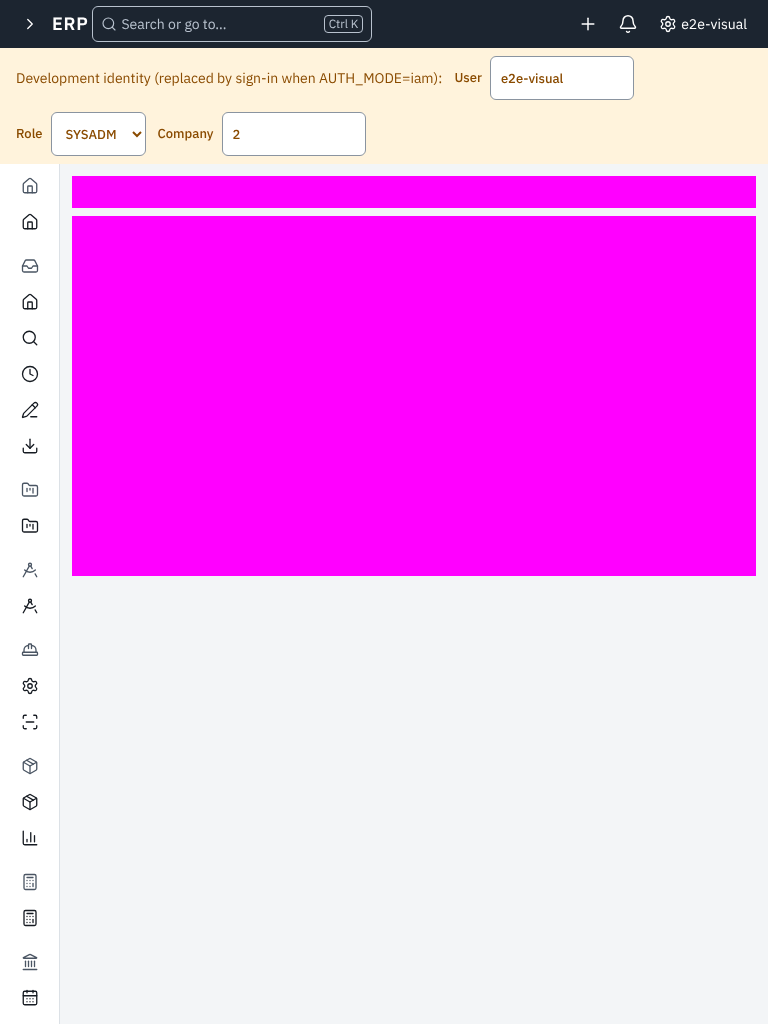 ERP Search or go to... Ctrl K e2e-visual
Development identity (replaced by sign-in when AUTH_MODE=iam): User e2e-visual
Role SYSADM Company 2